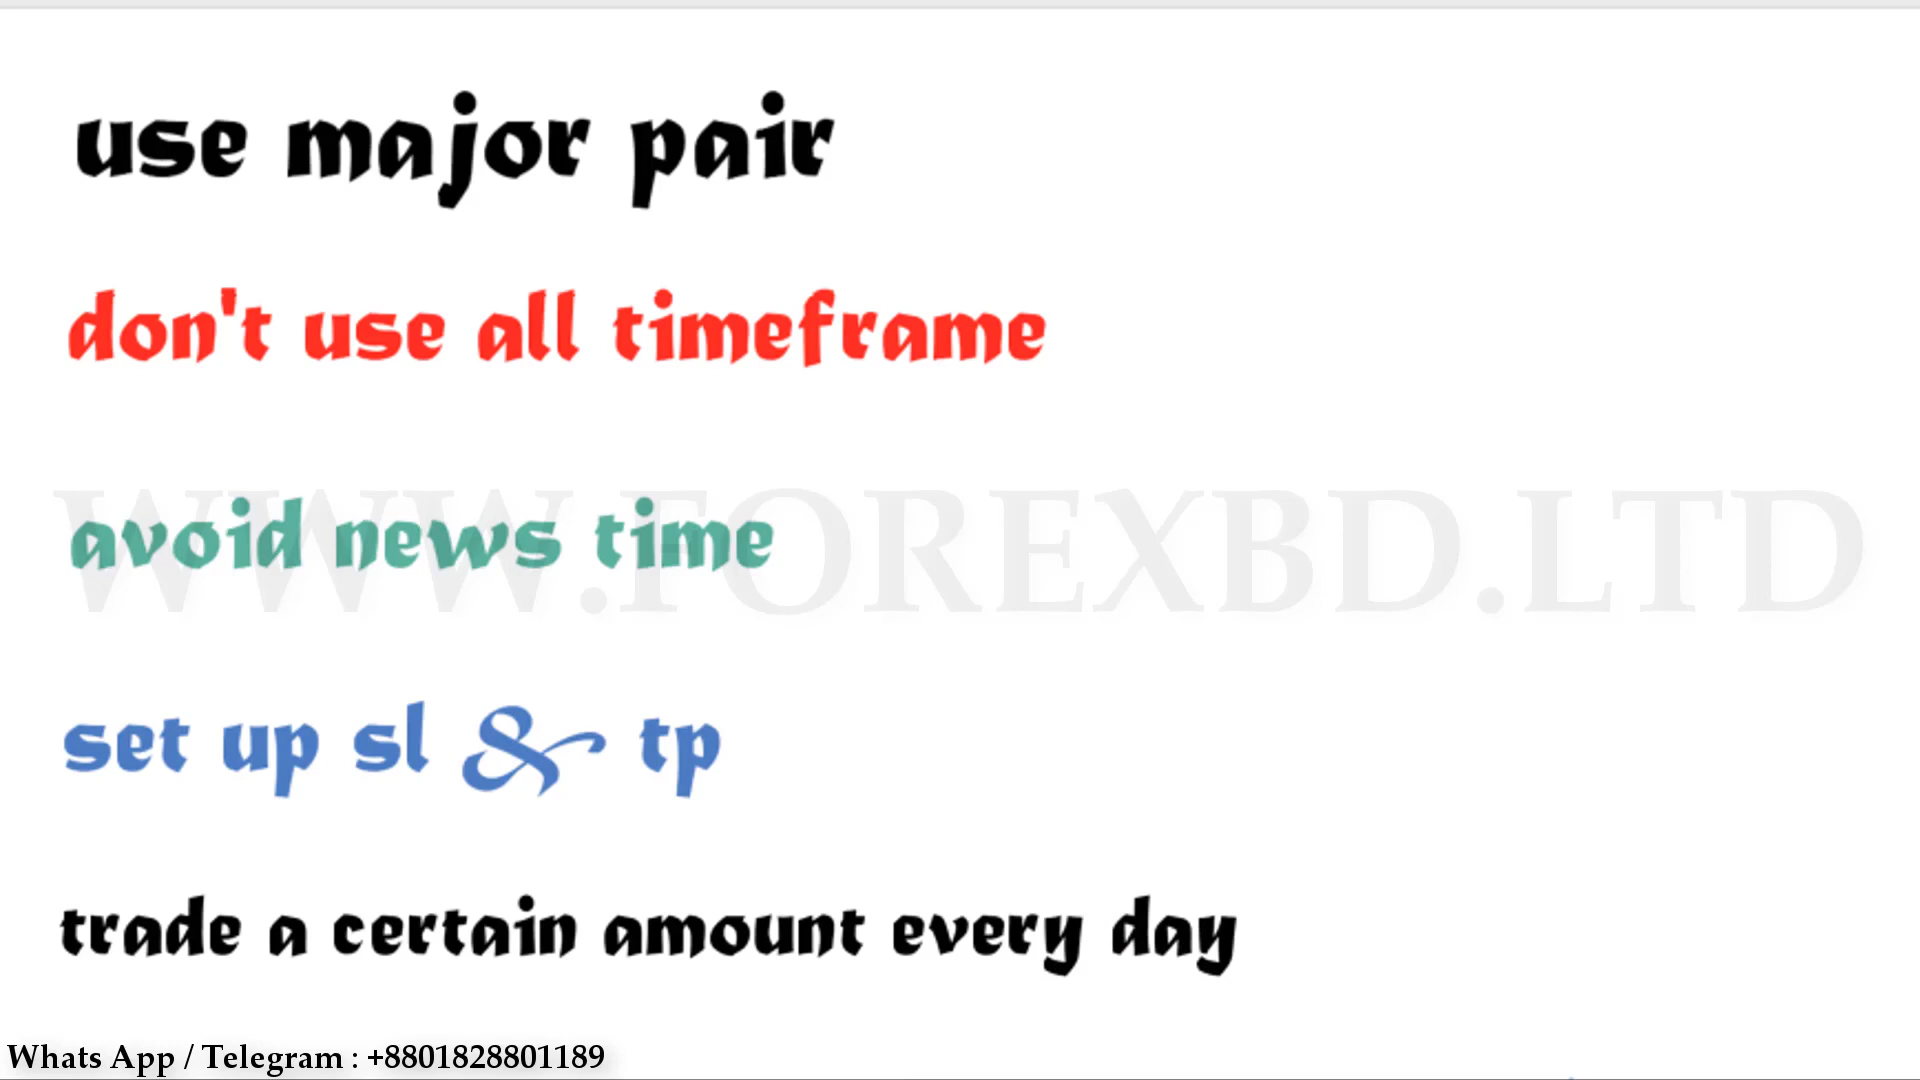 use major pair
don't use all timeframe
avoid news time
WWW.FOREXBD.LTD
set up sl & tp
trade a certain amount every day
Whats App / Telegram : +8801828801189